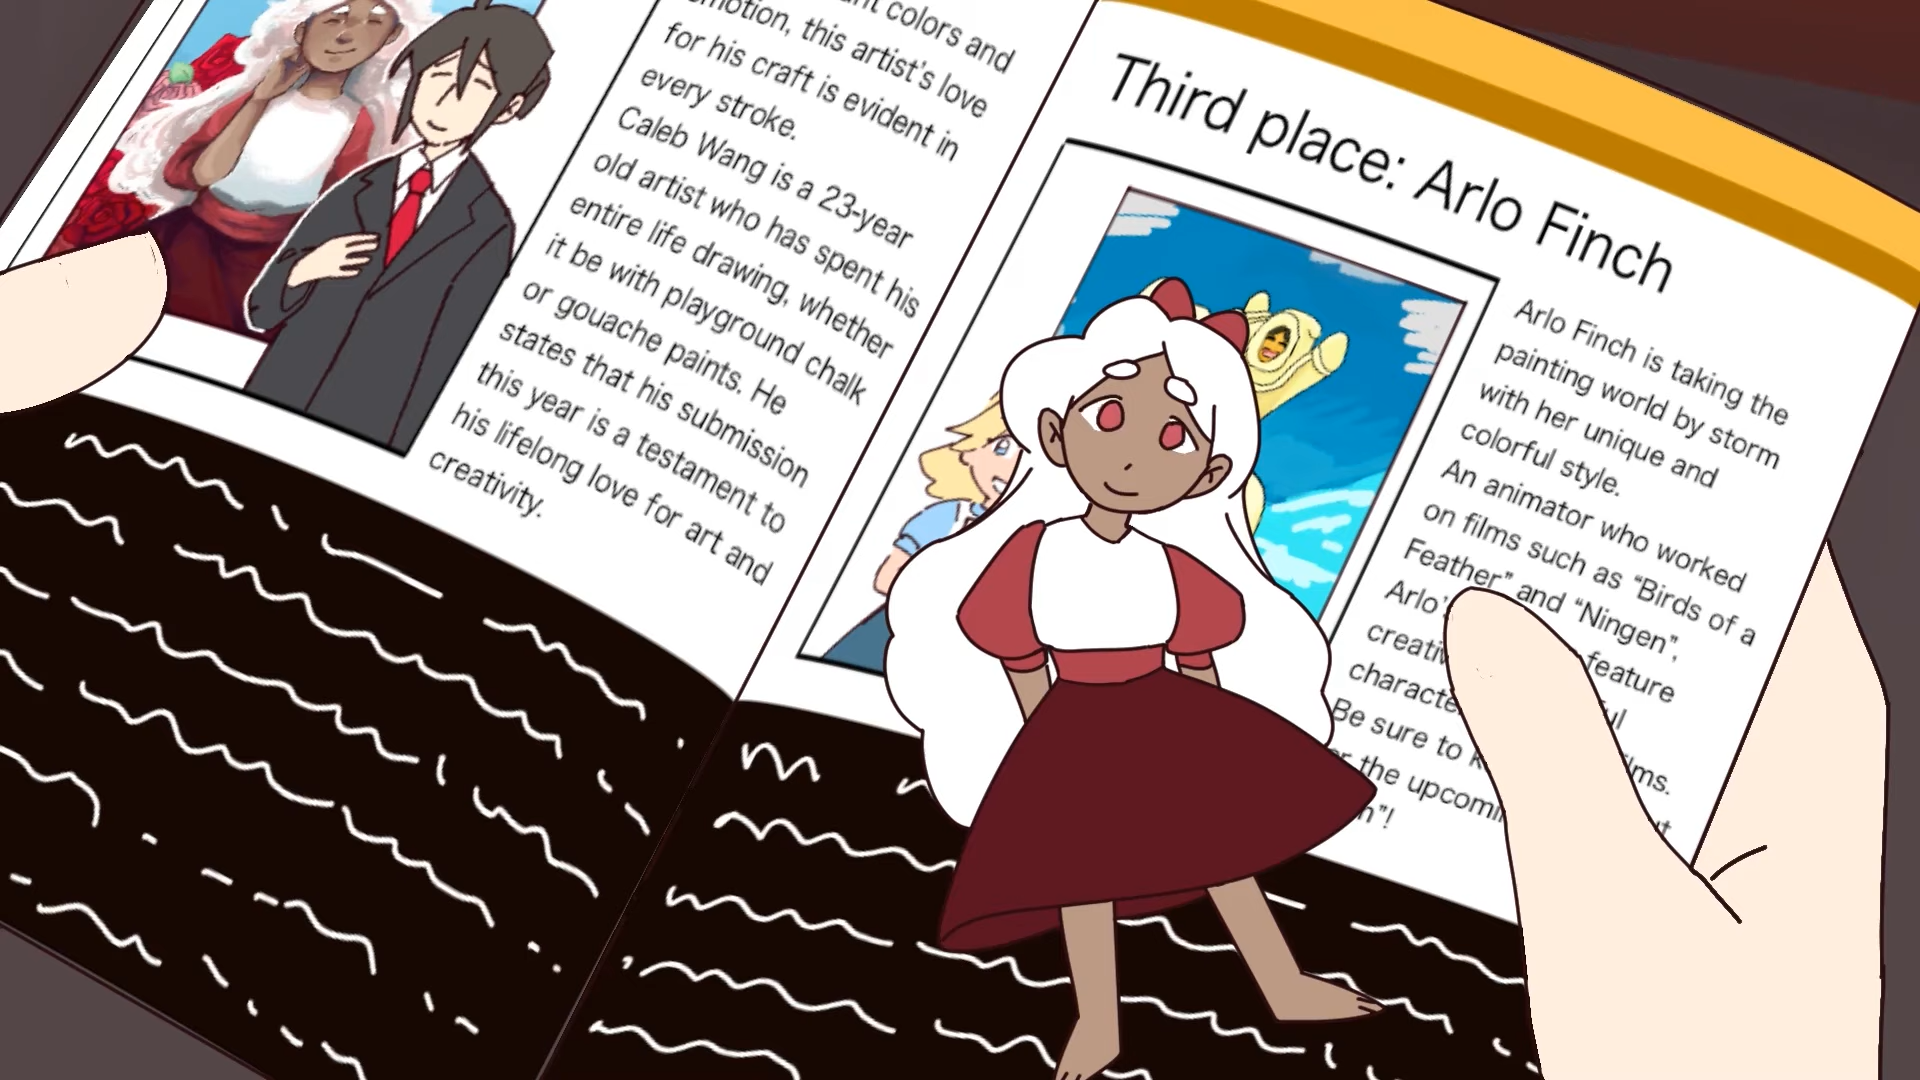 colors and
emotion, this artist's love
for his craft is evident in
every stroke.
Caleb Wang is a 23-year
old artist who has spent his
entire life drawing, whether
it be with playground chalk
or gouache paints. He
states that his submission
this year is a testament to
his lifelong love for art and
creativity.
Third place: Arlo Finch
Arlo Finch is taking the
painting world by storm
with her unique and
colorful style.
An animator who worked
on films such as “Birds of a
Feather” and “Ningen”,
Arlo's
feature
Be sure to
the